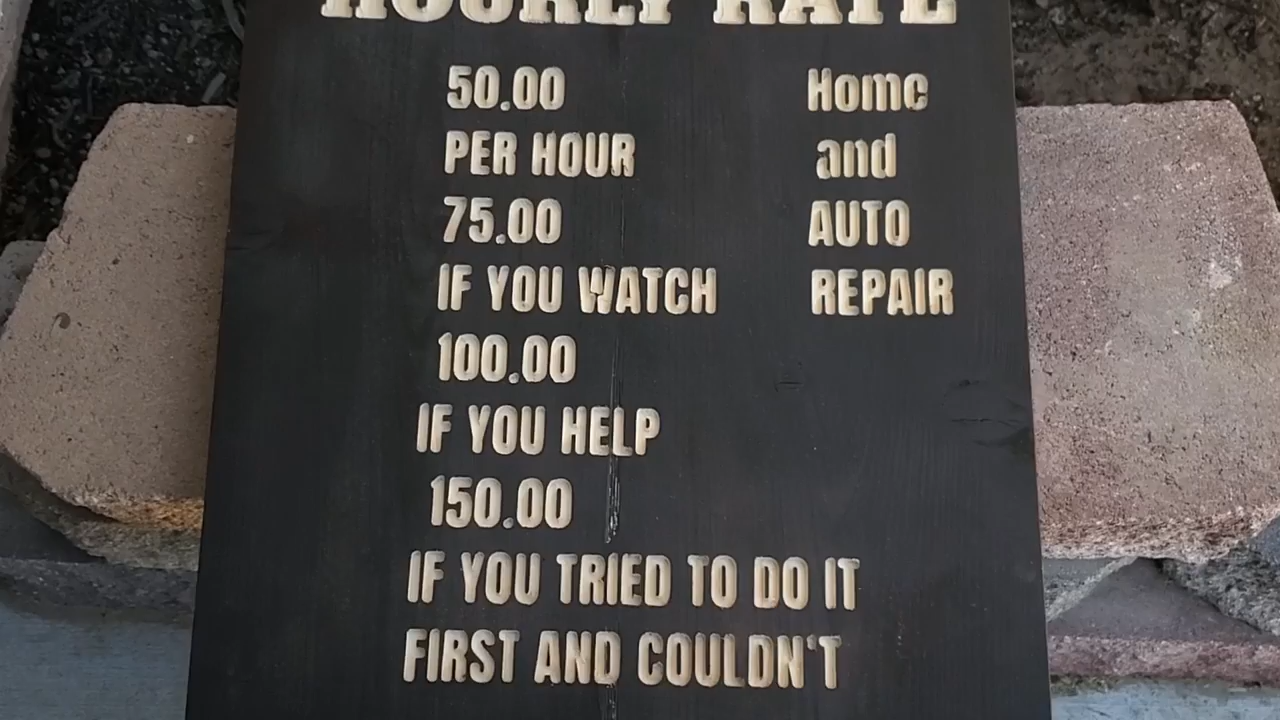 HOURLY RATE
50.00
PER HOUR
75.00
IF YOU WATCH
100.00
IF YOU HELP
150.00
IF YOU TRIED TO DO IT
FIRST AND COULDN'T
Home
and
AUTO
REPAIR